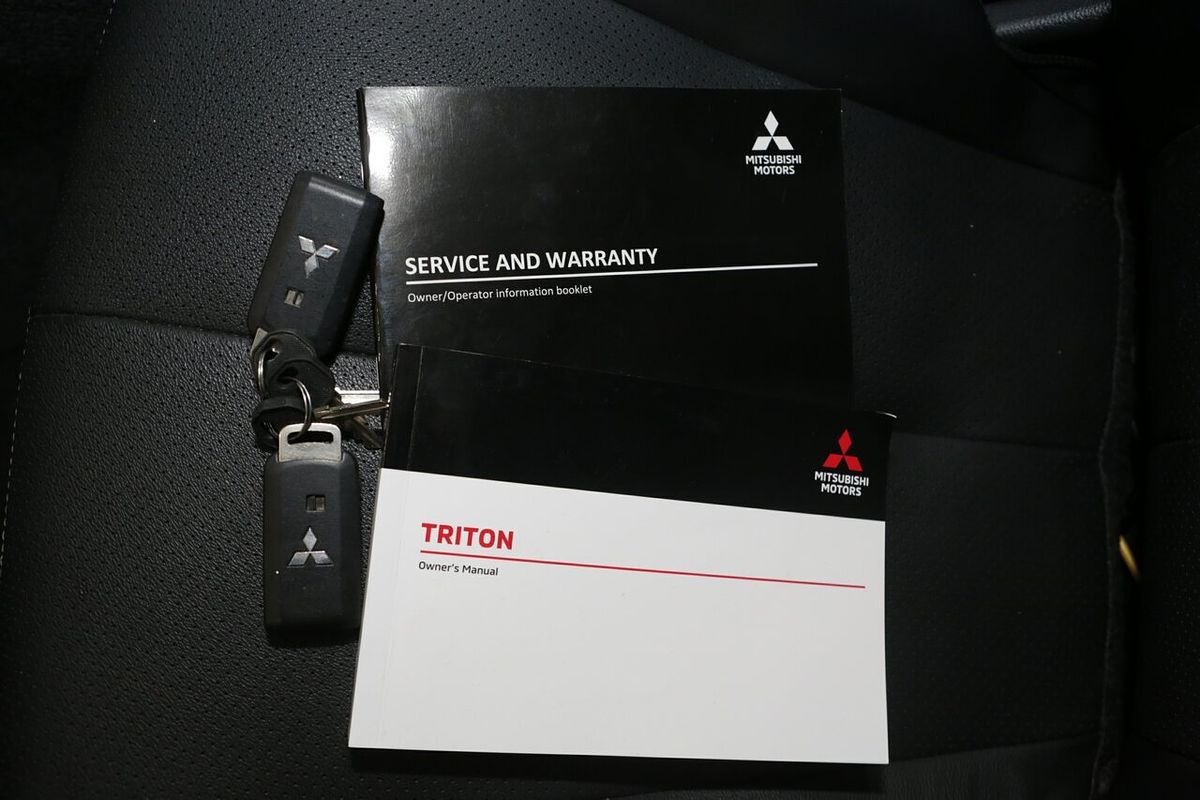 MITSUBISHI
MOTORS
SERVICE AND WARRANTY
Owner/Operator information booklet
MITSUBISHI
MOTORS
TRITON
Owner's Manual